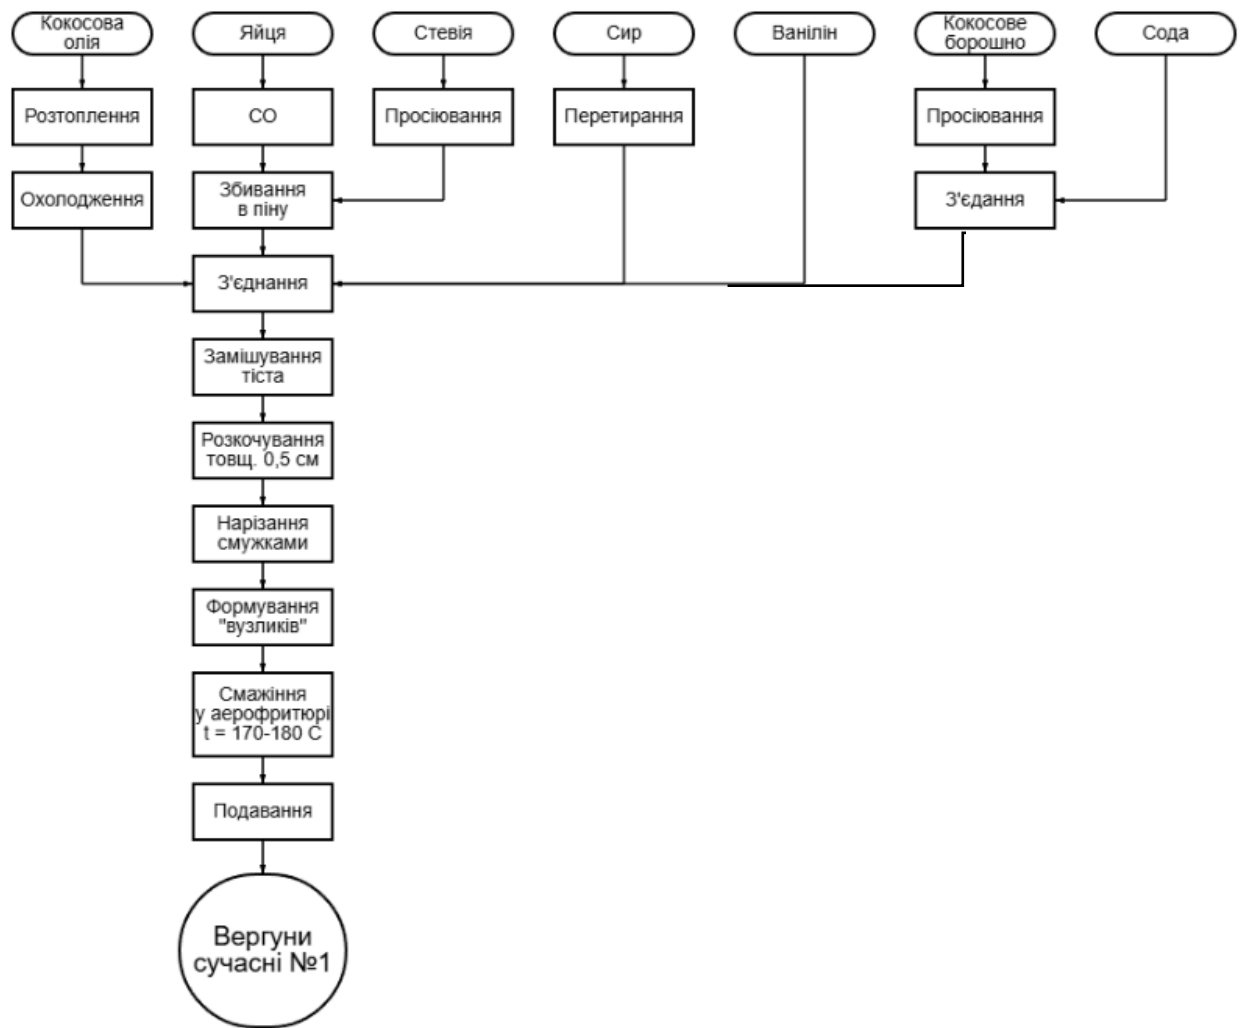 Кокосова
олія
Яйця
Стевія
Сир
Ванілін
Кокосове
борошно
Сода
Розтоплення
СО
Просіювання
Перетирання
Просіювання
Охолодження
Збивання
в піну
З'єдання
З'єднання
Замішування
тіста
Розкочування
товщ. 0,5 см
Нарізання
смужками
Формування
"вузликів"
Смажіння
у аерофритюрі
t = 170-180 С
Подавання
Вергуни
сучасні №1